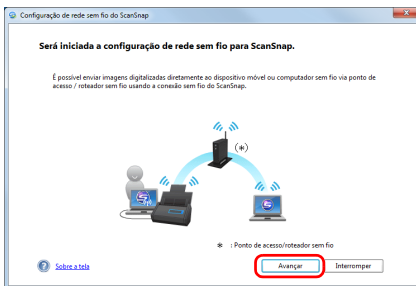 Configuração de rede sem fio do ScanSnap
Será iniciada a configuração de rede sem fio para ScanSnap.
É possível enviar imagens digitalizadas diretamente ao dispositivo móvel ou computador sem fio via ponto de
acesso / roteador sem fio usando a conexão sem fio do ScanSnap.
(*)
* : Ponto de acesso/roteador sem fio
Sobre a tela
Avançar
Interromper